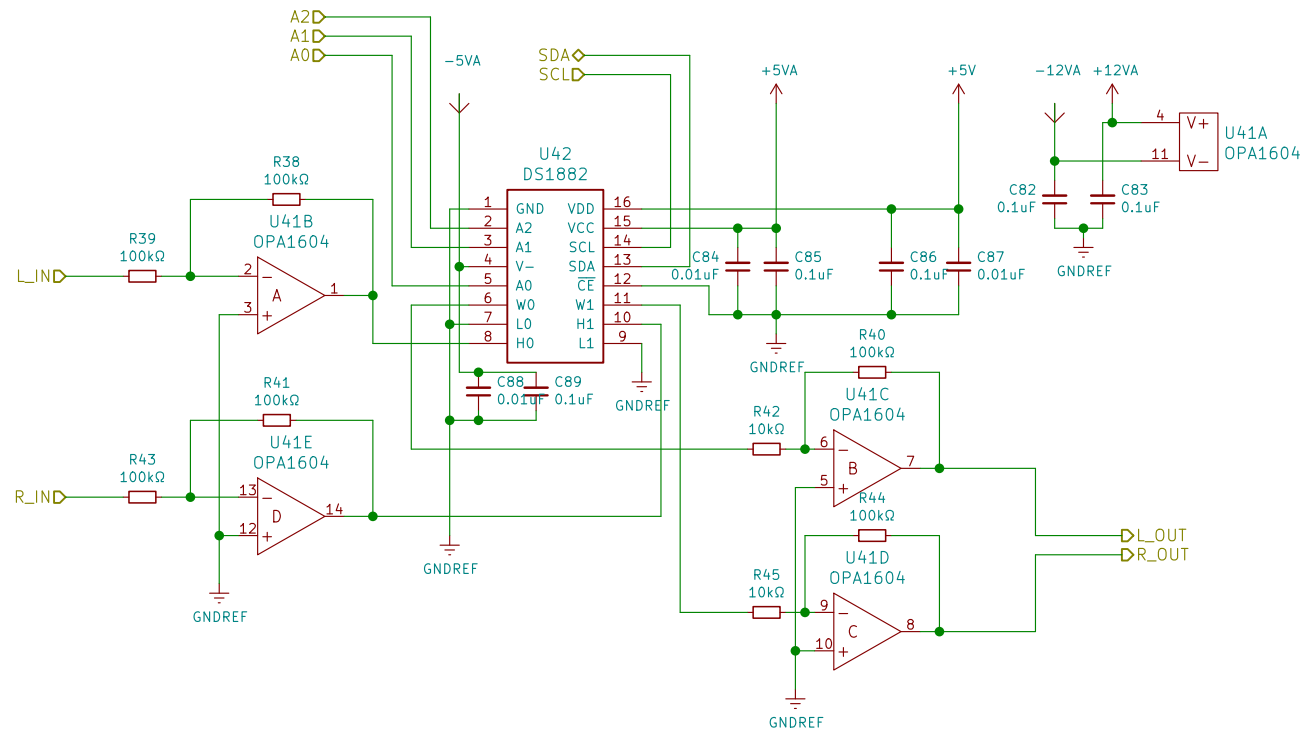 A2
A1
A0
-5VA
SDA
SCL
+5VA
+5V
-12VA
+12VA
4
V+
11
V-
U41A
OPA1604
C82
0.1uF
C83
0.1uF
GNDREF
U42
DS1882
1
GND
2
A2
3
A1
4
V-
5
A0
6
W0
7
L0
8
H0
VDD
16
VCC
15
SCL
14
SDA
13
CE
12
W1
11
H1
10
L1
9
C84
0.01uF
C85
0.1uF
C86
0.1uF
C87
0.01uF
GNDREF
R38
100kΩ
U41B
OPA1604
R39
100kΩ
L_IN
2
-
A
1
3
+
C88
0.01uF
C89
0.1uF
GNDREF
R41
100kΩ
U41E
OPA1604
R43
100kΩ
R_IN
13
-
D
14
12
+
GNDREF
GNDREF
R40
100kΩ
U41C
OPA1604
R42
10kΩ
6
-
B
7
5
+
R44
100kΩ
U41D
OPA1604
R45
10kΩ
9
-
C
8
10
+
GNDREF
L_OUT
R_OUT